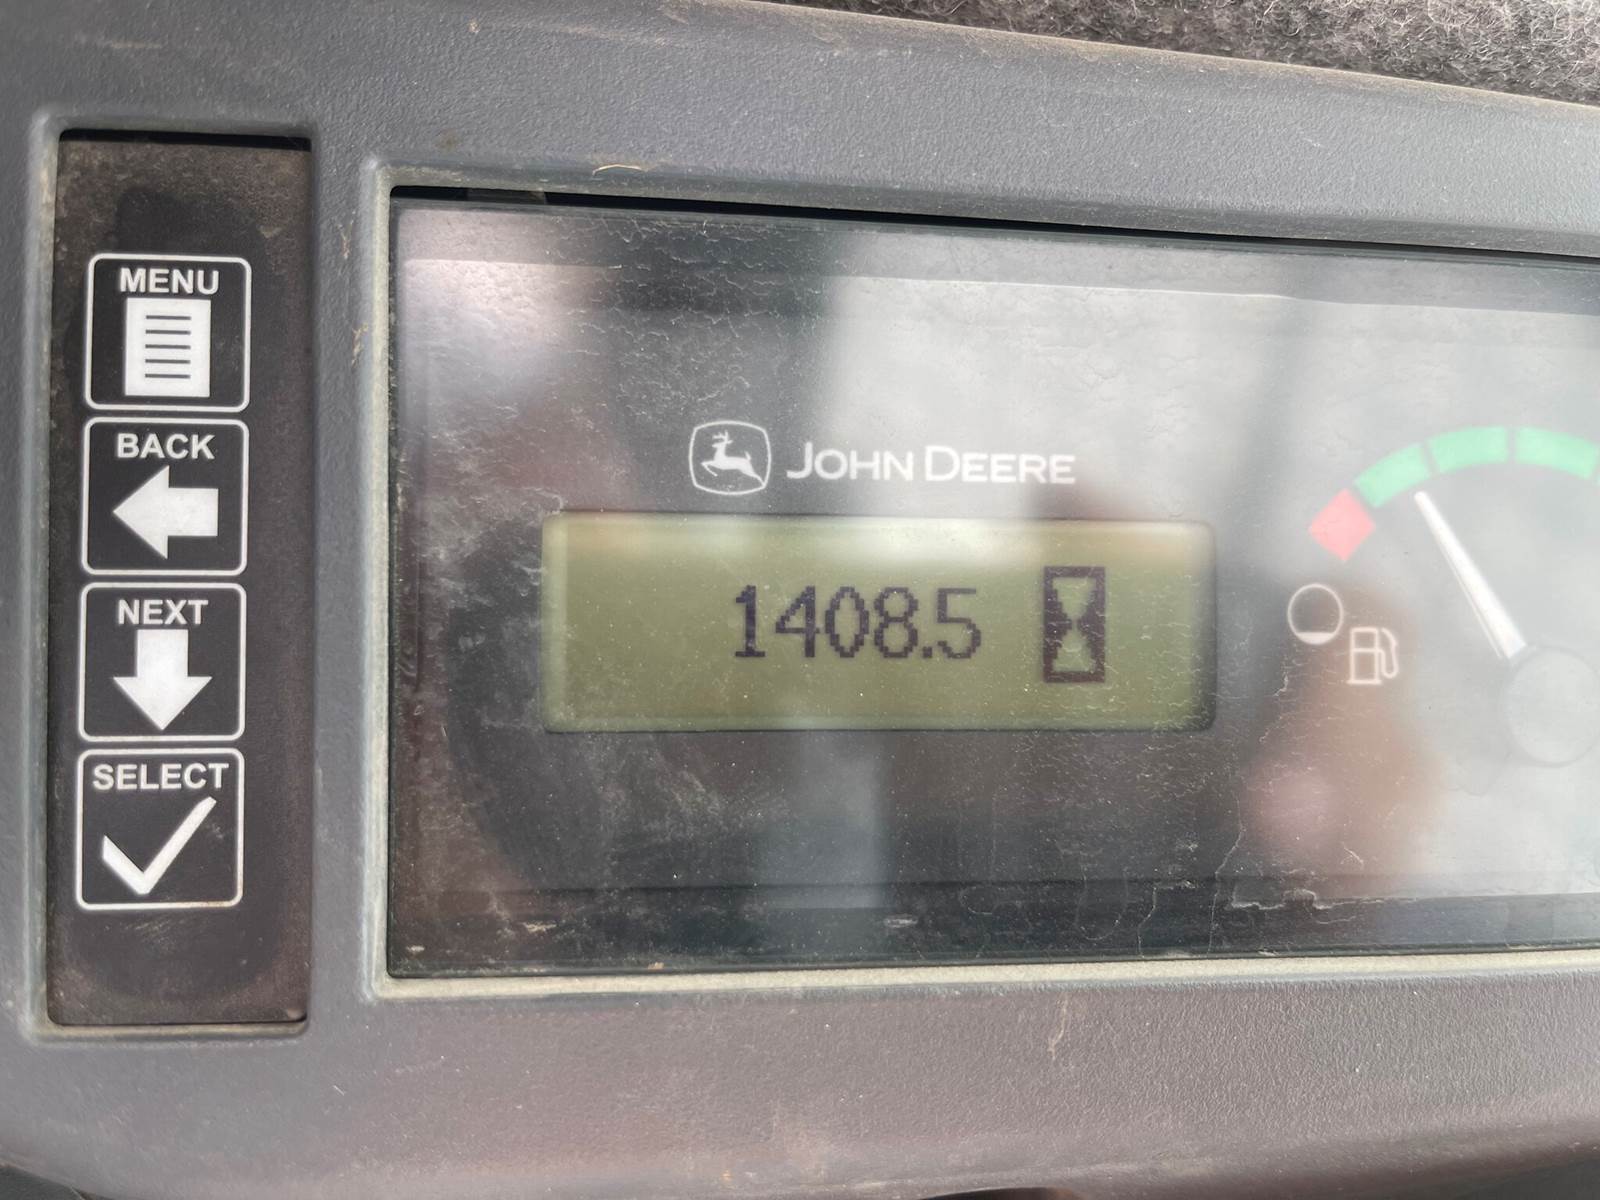 MENU
BACK
NEXT
SELECT
JOHN DEERE
1408.5